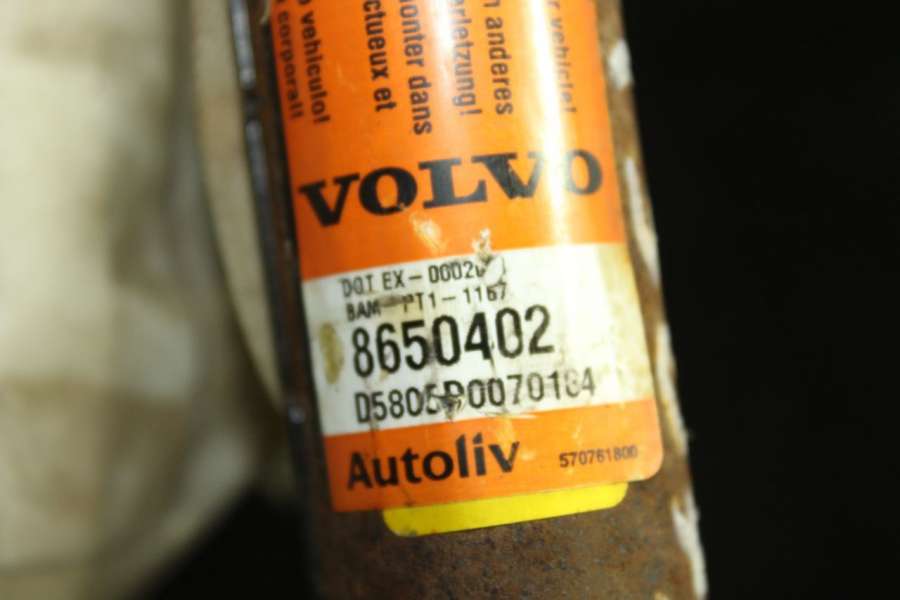 r vehicle!
n anderes
erletzung!
nonter dans
ctueux et
o vehiculo!
corporal!
VOLVO
DOT EX-0002
BAM-PT1-1167
8650402
D5805P0070184
Autoliv
570761800